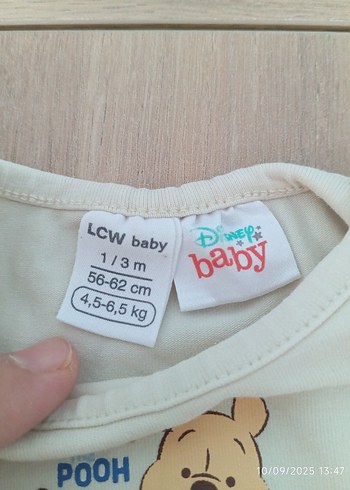 LCW baby
1 / 3 m
56-62 cm
4,5-6,5 kg
Disney
baby
POOH
10/09/2025 13:47